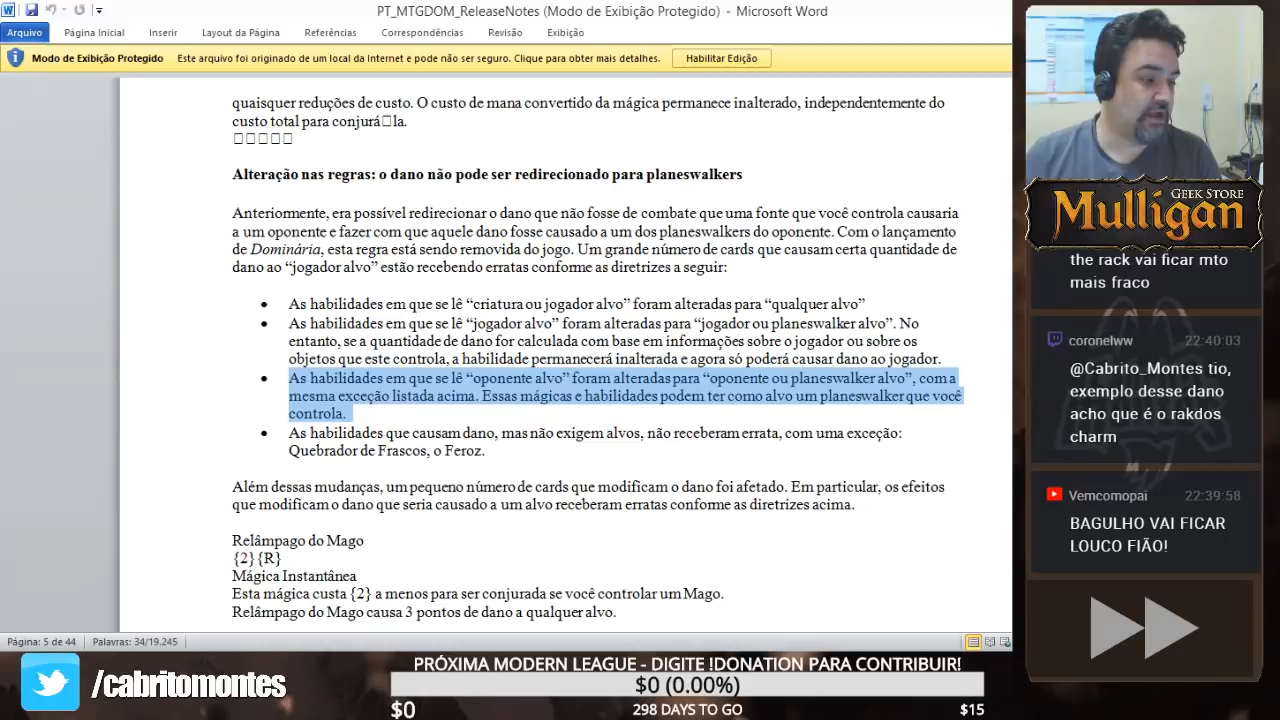 PT_MTGDOM_ReleaseNotes (Modo de Exibição Protegido) - Microsoft Word
Arquivo Página Inicial Inserir Layout da Página Referências Correspondências Revisão Exibição
Modo de Exibição Protegido Este arquivo foi originado de um local da Internet e pode não ser seguro. Clique para obter mais detalhes. Habilitar Edição
quaisquer reduções de custo. O custo de mana convertido da mágica permanece inalterado, independentemente do
custo total para conjurá□la.
□□□□□
Alteração nas regras: o dano não pode ser redirecionado para planeswalkers
Anteriormente, era possível redirecionar o dano que não fosse de combate que uma fonte que você controla causaria
a um oponente e fazer com que aquele dano fosse causado a um dos planeswalkers do oponente. Com o lançamento
de Dominária, esta regra está sendo removida do jogo. Um grande número de cards que causam certa quantidade de
dano ao “jogador alvo” estão recebendo erratas conforme as diretrizes a seguir:
• As habilidades em que se lê “criatura ou jogador alvo” foram alteradas para “qualquer alvo”
• As habilidades em que se lê “jogador alvo” foram alteradas para “jogador ou planeswalker alvo”. No
entanto, se a quantidade de dano for calculada com base em informações sobre o jogador ou sobre os
objetos que este controla, a habilidade permanecerá inalterada e agora só poderá causar dano ao jogador.
• As habilidades em que se lê “oponente alvo” foram alteradas para “oponente ou planeswalker alvo”, com a
mesma exceção listada acima. Essas mágicas e habilidades podem ter como alvo um planeswalker que você
controla.
• As habilidades que causam dano, mas não exigem alvos, não receberam errata, com uma exceção:
Quebrador de Frascos, o Feroz.
Além dessas mudanças, um pequeno número de cards que modificam o dano foi afetado. Em particular, os efeitos
que modificam o dano que seria causado a um alvo receberam erratas conforme as diretrizes acima.
Relâmpago do Mago
{2}{R}
Mágica Instantânea
Esta mágica custa {2} a menos para ser conjurada se você controlar um Mago.
Relâmpago do Mago causa 3 pontos de dano a qualquer alvo.
Página: 5 de 44 Palavras: 34/19.245
GEEK STORE
Mulligan
the rack vai ficar mto
mais fraco
coronelww 22:40:03
@Cabrito_Montes tio,
exemplo desse dano
acho que é o rakdos
charm
Vemcomopai 22:39:58
BAGULHO VAI FICAR
LOUCO FIÃO!
/cabritomontes
PRÓXIMA MODERN LEAGUE - DIGITE !DONATION PARA CONTRIBUIR!
$0 (0.00%)
$0 298 DAYS TO GO $15